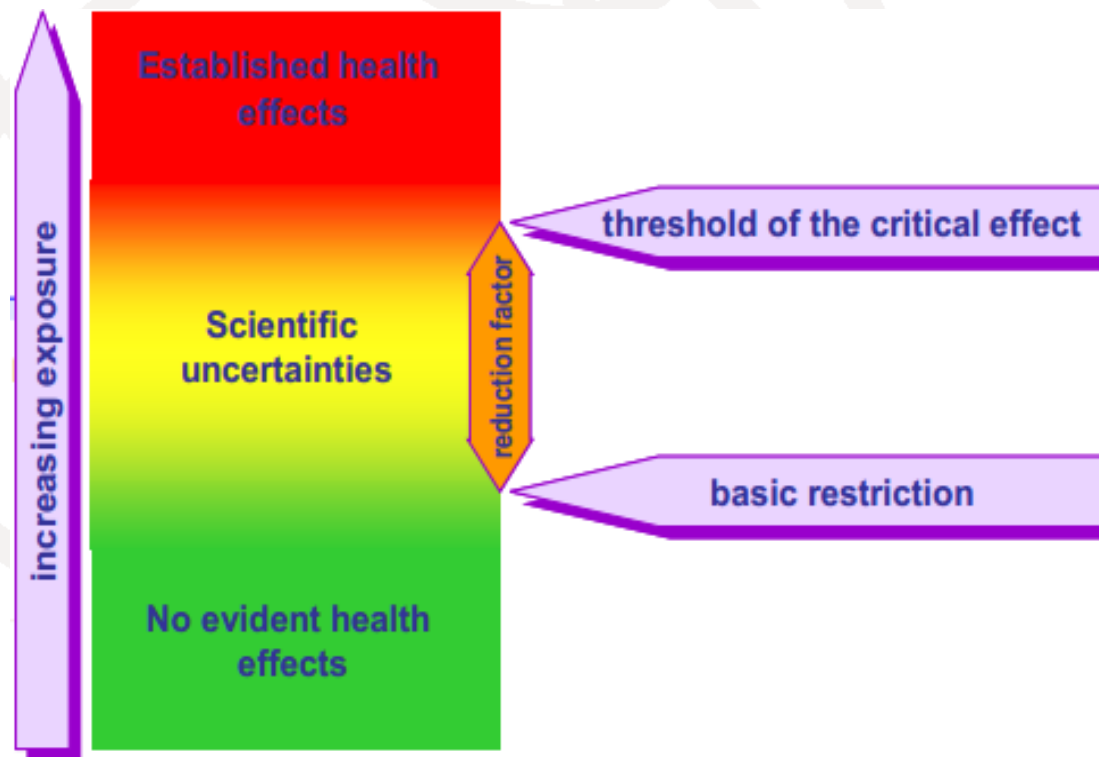 Established health
effects
threshold of the critical effect
increasing exposure
Scientific
uncertainties
reduction factor
basic restriction
No evident health
effects